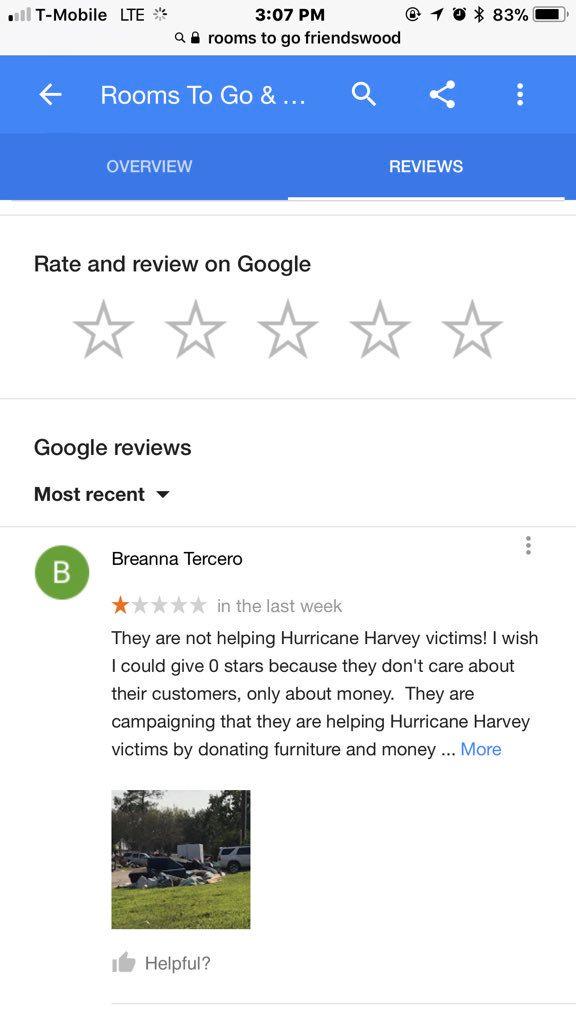 T-Mobile LTE 3:07 PM 83%
rooms to go friendswood
Rooms To Go & ...
OVERVIEW REVIEWS
Rate and review on Google
Google reviews
Most recent
B Breanna Tercero
in the last week
They are not helping Hurricane Harvey victims! I wish
I could give 0 stars because they don't care about
their customers, only about money. They are
campaigning that they are helping Hurricane Harvey
victims by donating furniture and money ... More
Helpful?